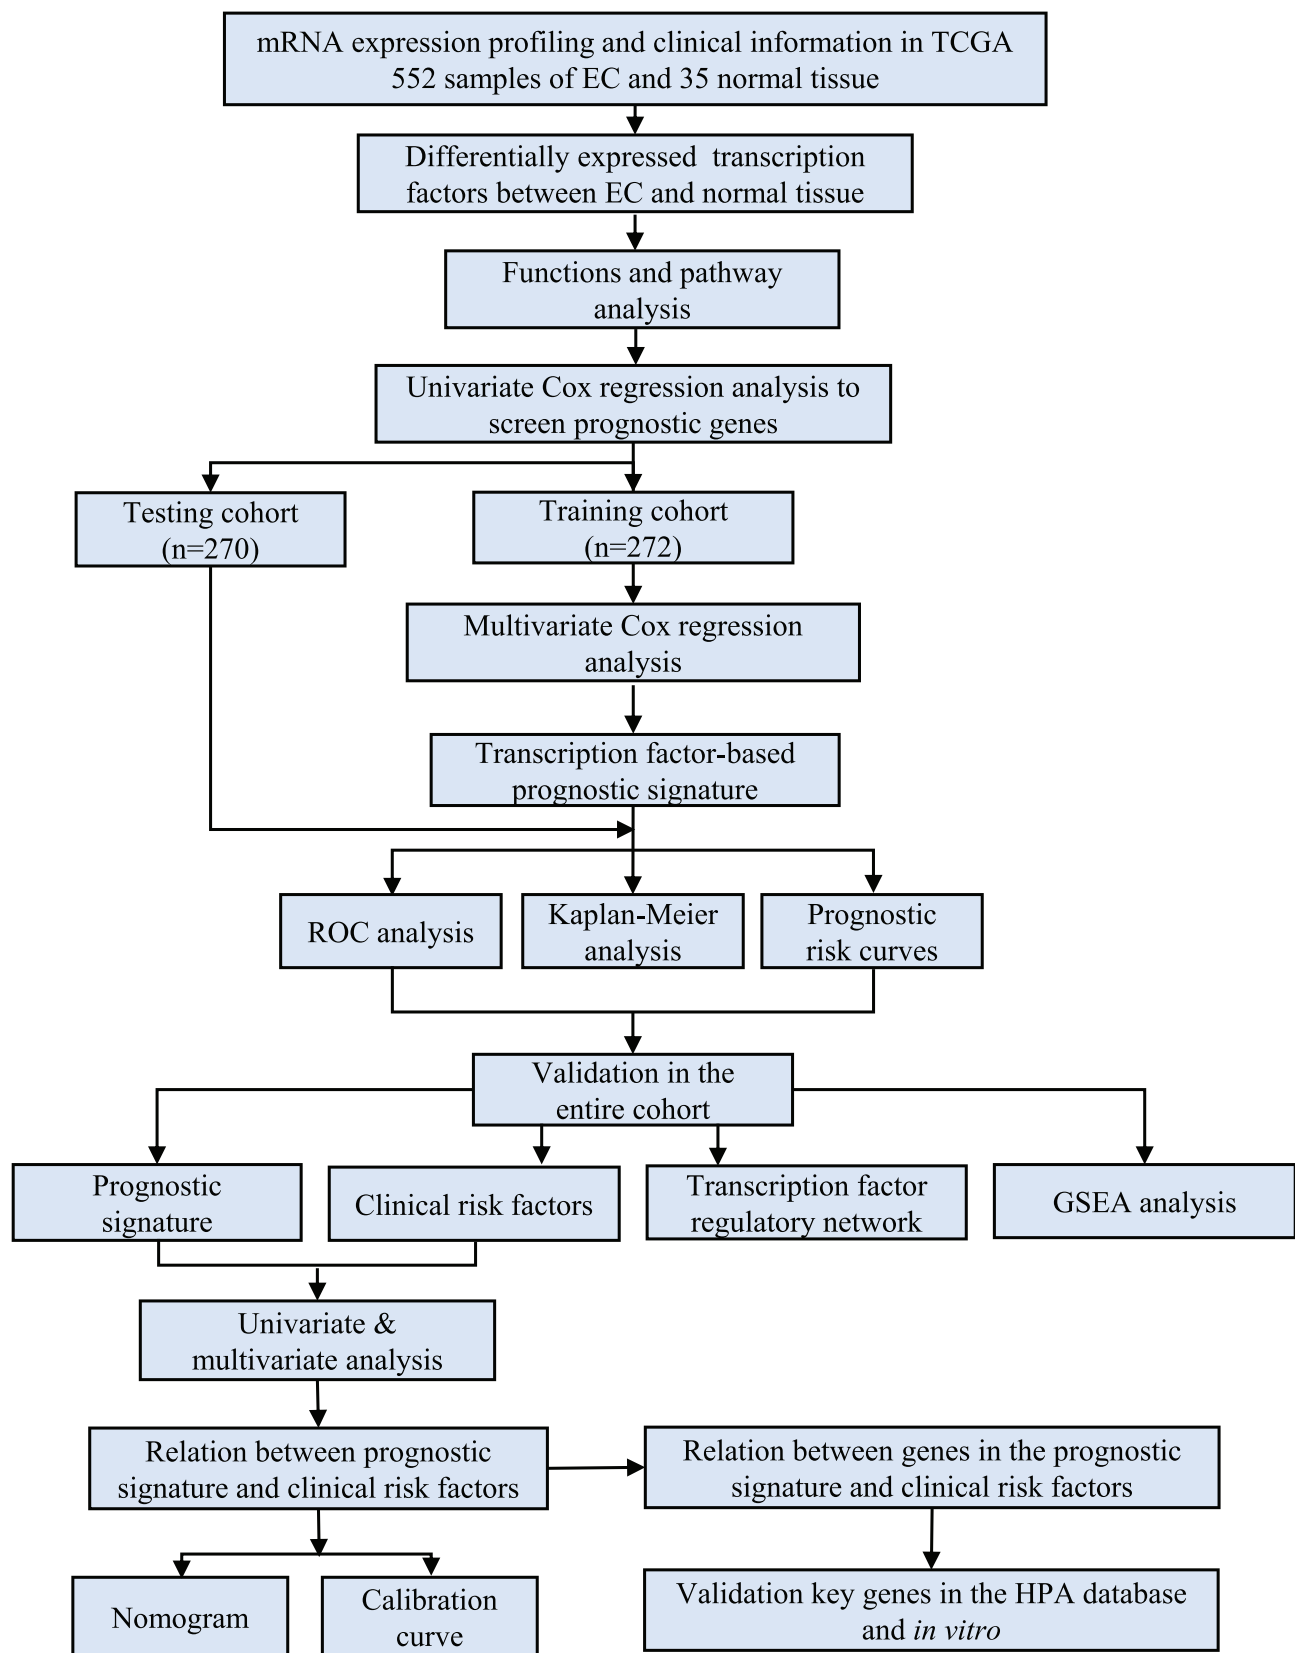 mRNA expression profiling and clinical information in TCGA
552 samples of EC and 35 normal tissue
Differentially expressed transcription
factors between EC and normal tissue
Functions and pathway
analysis
Univariate Cox regression analysis to
screen prognostic genes
Testing cohort
(n=270)
Training cohort
(n=272)
Multivariate Cox regression
analysis
Transcription factor-based
prognostic signature
ROC analysis
Kaplan-Meier
analysis
Prognostic
risk curves
Validation in the
entire cohort
Prognostic
signature
Clinical risk factors
Transcription factor
regulatory network
GSEA analysis
Univariate &
multivariate analysis
Relation between prognostic
signature and clinical risk factors
Relation between genes in the prognostic
signature and clinical risk factors
Nomogram
Calibration
curve
Validation key genes in the HPA database
and in vitro